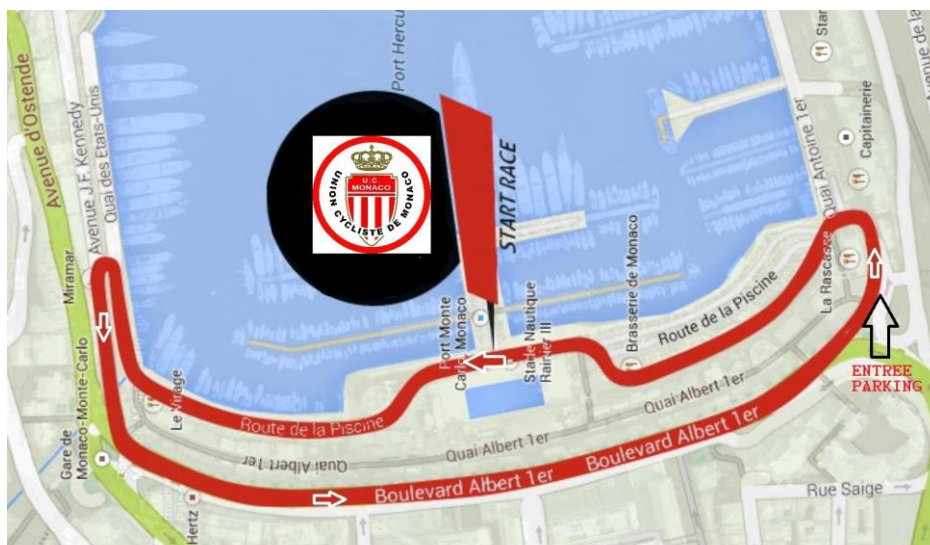 Avenue d'Ostende
Avenue J.F. Kennedy
Quai des Etats-Unis
Miramar
Gare de
Monaco-Monte-Carlo
Hertz
Le Virage
Route de la Piscine
Quai Albert 1er
Boulevard Albert 1er
Port Hercu
U.C.
MONACO
UNION CYCLISTE DE MONACO
START RACE
Port Monte
Carlo, Monaco
Stade Nautique
Rainier III
Brasserie de Monaco
Quai Albert 1er
Quai Albert 1er
Boulevard Albert 1er
Route de la Piscine
La Rascasse
Quai Antoine 1er
Capitainerie
Star
Avenue de la
ENTREE
PARKING
Rue Saige